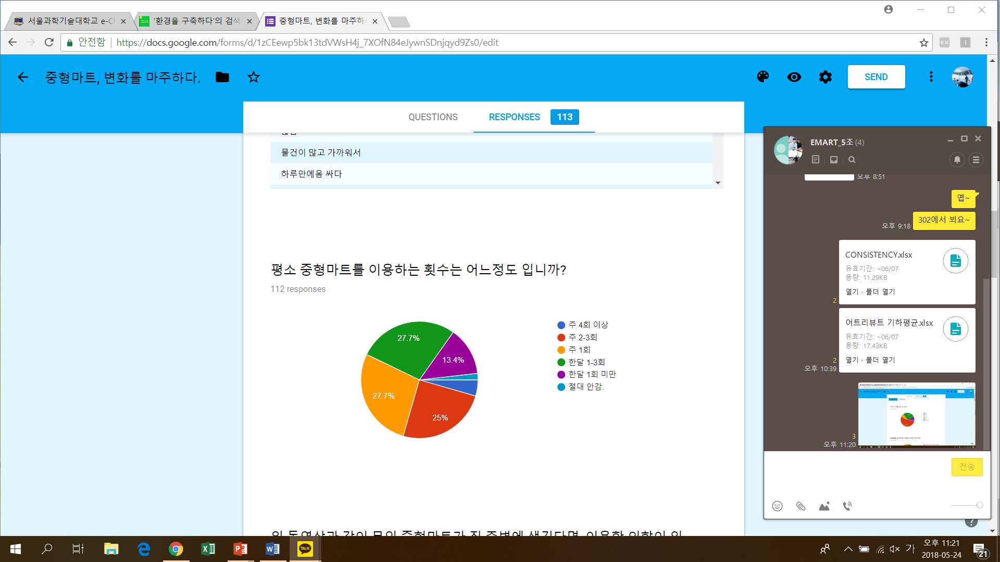 서울과학기술대학교 e-Cl
'환경을 구축하다'의 검색
중형마트, 변화를 마주하
안전함
https://docs.google.com/forms/d/1zCEewp5bk13tdVWsH4j_7XOfN84eJywnSDnjqyd9Zs0/edit
중형마트, 변화를 마주하다.
SEND
QUESTIONS
RESPONSES 113
물건이 많고 가까워서
하루만에옴 싸다
평소 중형마트를 이용하는 횟수는 어느정도 입니까?
112 responses
27.7%
13.4%
27.7%
25%
주 4회 이상
주 2-3회
주 1회
한달 1-3회
한달 1회 미만
절대 안감.
EMART_5조 (4)
오후 8:51
옙~
302에서 뵈요~
오후 9:18
CONSISTENCY.xlsx
유효기간: ~06/07
용량: 11.29KB
열기 · 폴더 열기
2
어트리뷰트 기하평균.xlsx
유효기간: ~06/07
용량: 17.43KB
열기 · 폴더 열기
2
오후 10:39
3
오후 11:20
전송
TALK
가
오후 11:21
2018-05-24
21